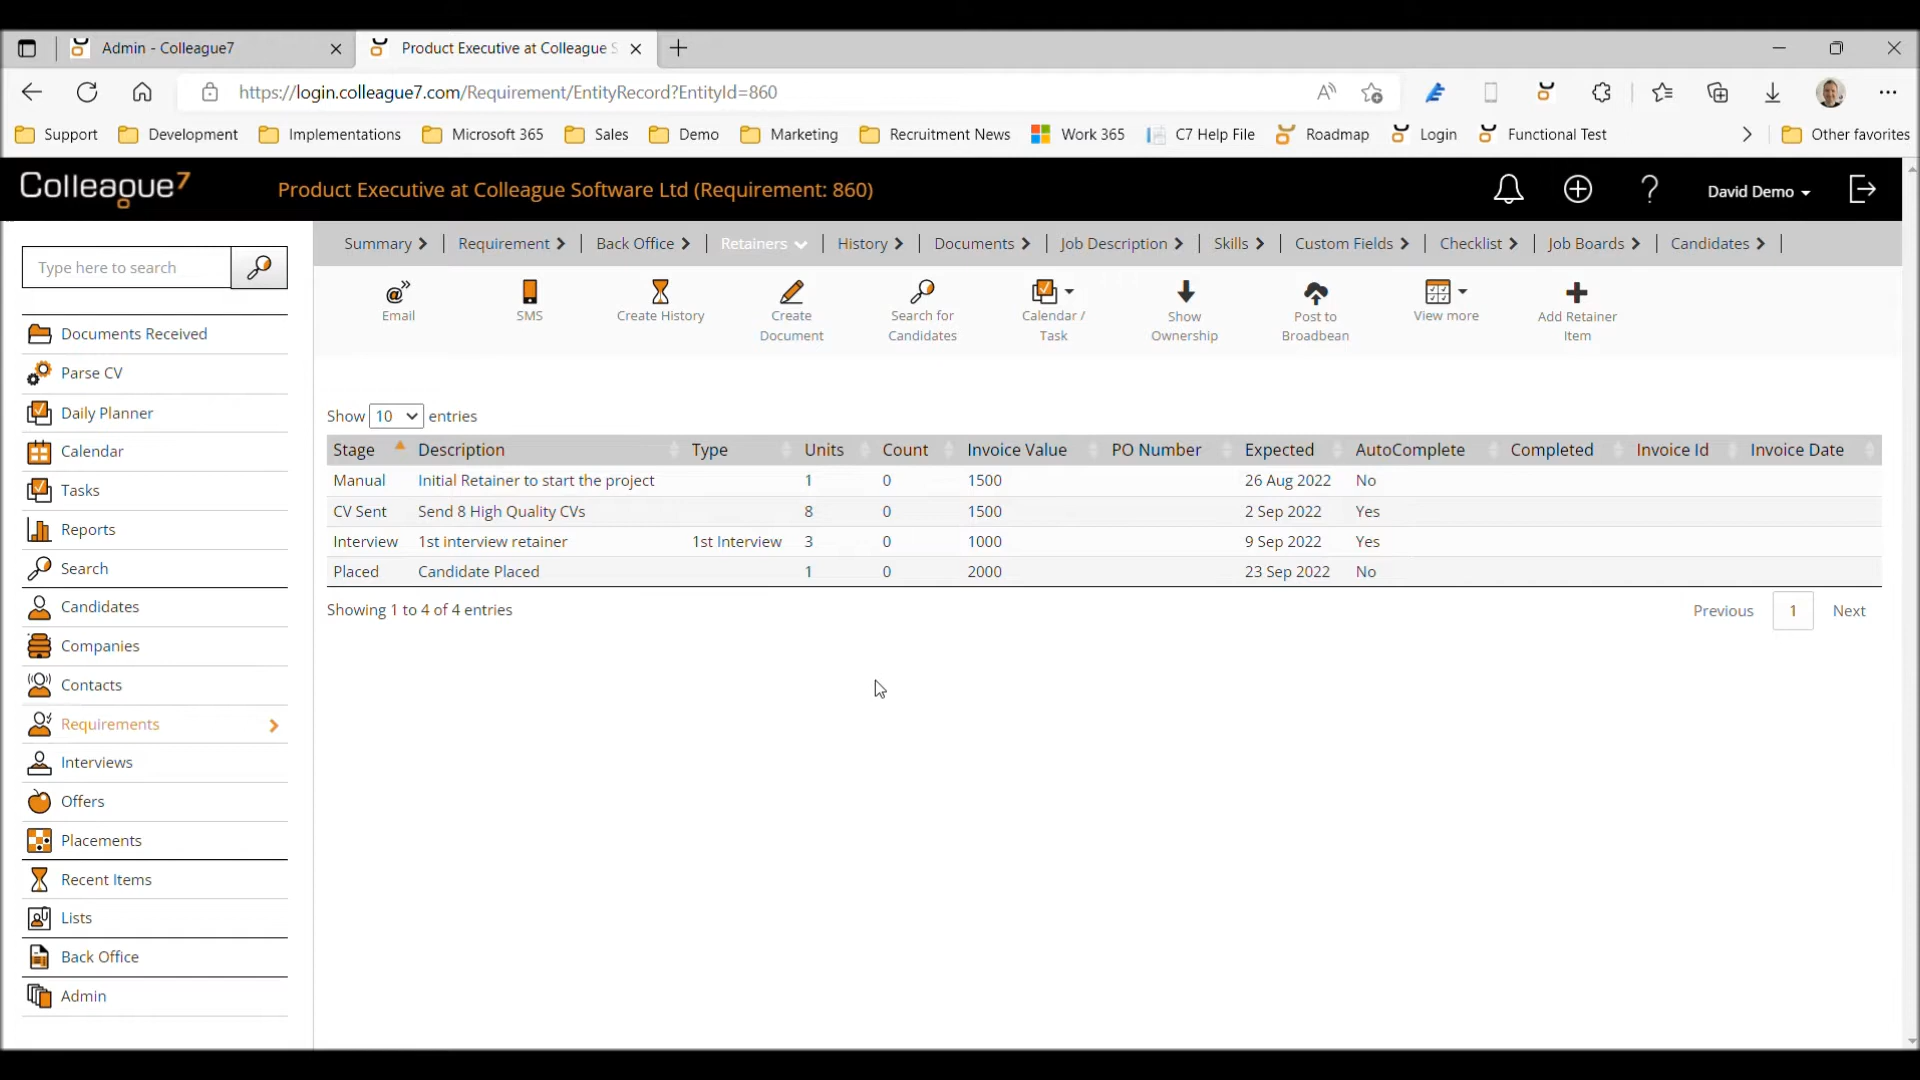 Admin - Colleague7
Product Executive at Colleague S
https://login.colleague7.com/Requirement/EntityRecord?EntityId=860
Support Development Implementations Microsoft 365 Sales Demo Marketing Recruitment News Work 365 C7 Help File Roadmap Login Functional Test Other favorites
Colleague7 Product Executive at Colleague Software Ltd (Requirement: 860) David Demo
Type here to search
Documents Received
Parse CV
Daily Planner
Calendar
Tasks
Reports
Search
Candidates
Companies
Contacts
Requirements
Interviews
Offers
Placements
Recent Items
Lists
Back Office
Admin
Summary Requirement Back Office Retainers History Documents Job Description Skills Custom Fields Checklist Job Boards Candidates
Email
SMS
Create History
Create
Document
Search for
Candidates
Calendar /
Task
Show
Ownership
Post to
Broadbean
View more
Add Retainer
Item
Show 10 entries
Stage Description Type Units Count Invoice Value PO Number Expected AutoComplete Completed Invoice Id Invoice Date
Manual Initial Retainer to start the project 1 0 1500 26 Aug 2022 No
CV Sent Send 8 High Quality CVs 8 0 1500 2 Sep 2022 Yes
Interview 1st interview retainer 1st Interview 3 0 1000 9 Sep 2022 Yes
Placed Candidate Placed 1 0 2000 23 Sep 2022 No
Showing 1 to 4 of 4 entries
Previous 1 Next